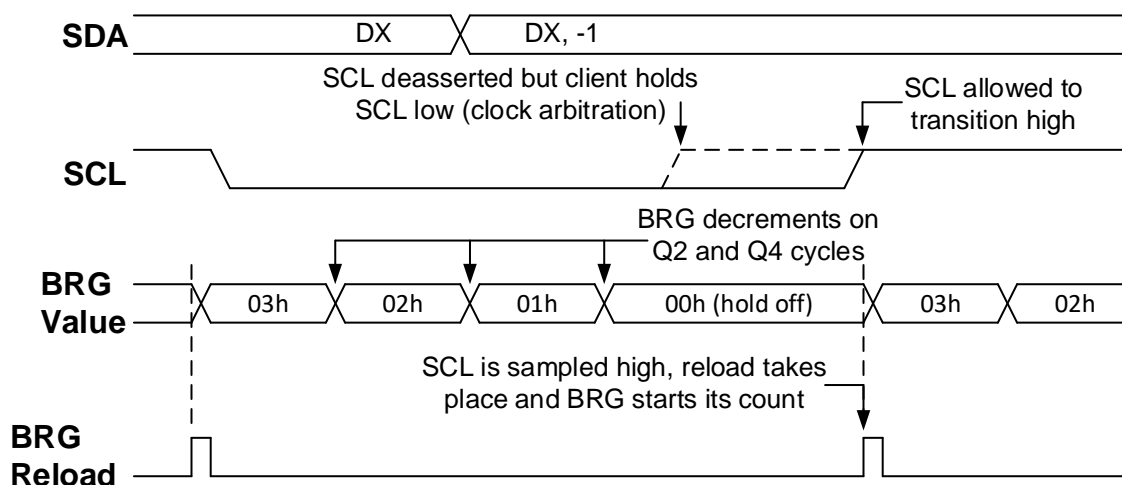 SDA
DX
DX, -1
SCL deasserted but client holds
SCL low (clock arbitration)
SCL allowed to
transition high
SCL
BRG decrements on
Q2 and Q4 cycles
BRG
Value
03h
02h
01h
00h (hold off)
03h
02h
SCL is sampled high, reload takes
place and BRG starts its count
BRG
Reload